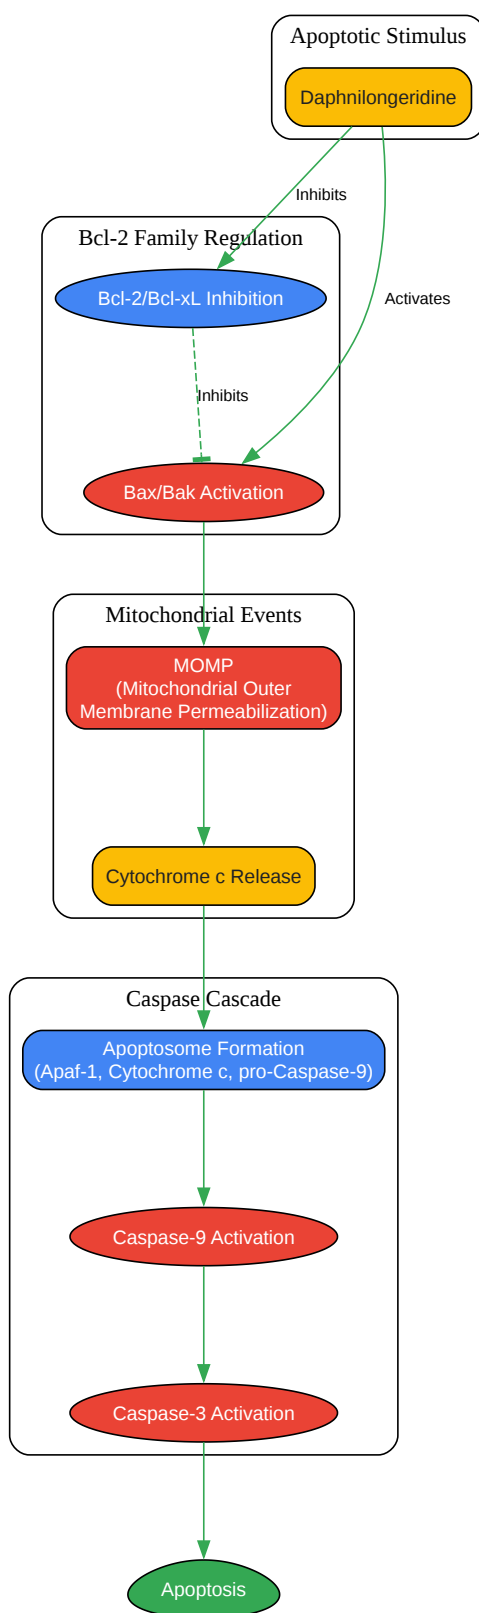 Apoptotic Stimulus
Daphnilongeridine
Inhibits
Bcl-2 Family Regulation
Bcl-2/Bcl-xL Inhibition
Activates
Inhibits
Bax/Bak Activation
Mitochondrial Events
MOMP
(Mitochondrial Outer
Membrane Permeabilization)
Cytochrome c Release
Caspase Cascade
Apoptosome Formation
(Apaf-1, Cytochrome c, pro-Caspase-9)
Caspase-9 Activation
Caspase-3 Activation
Apoptosis